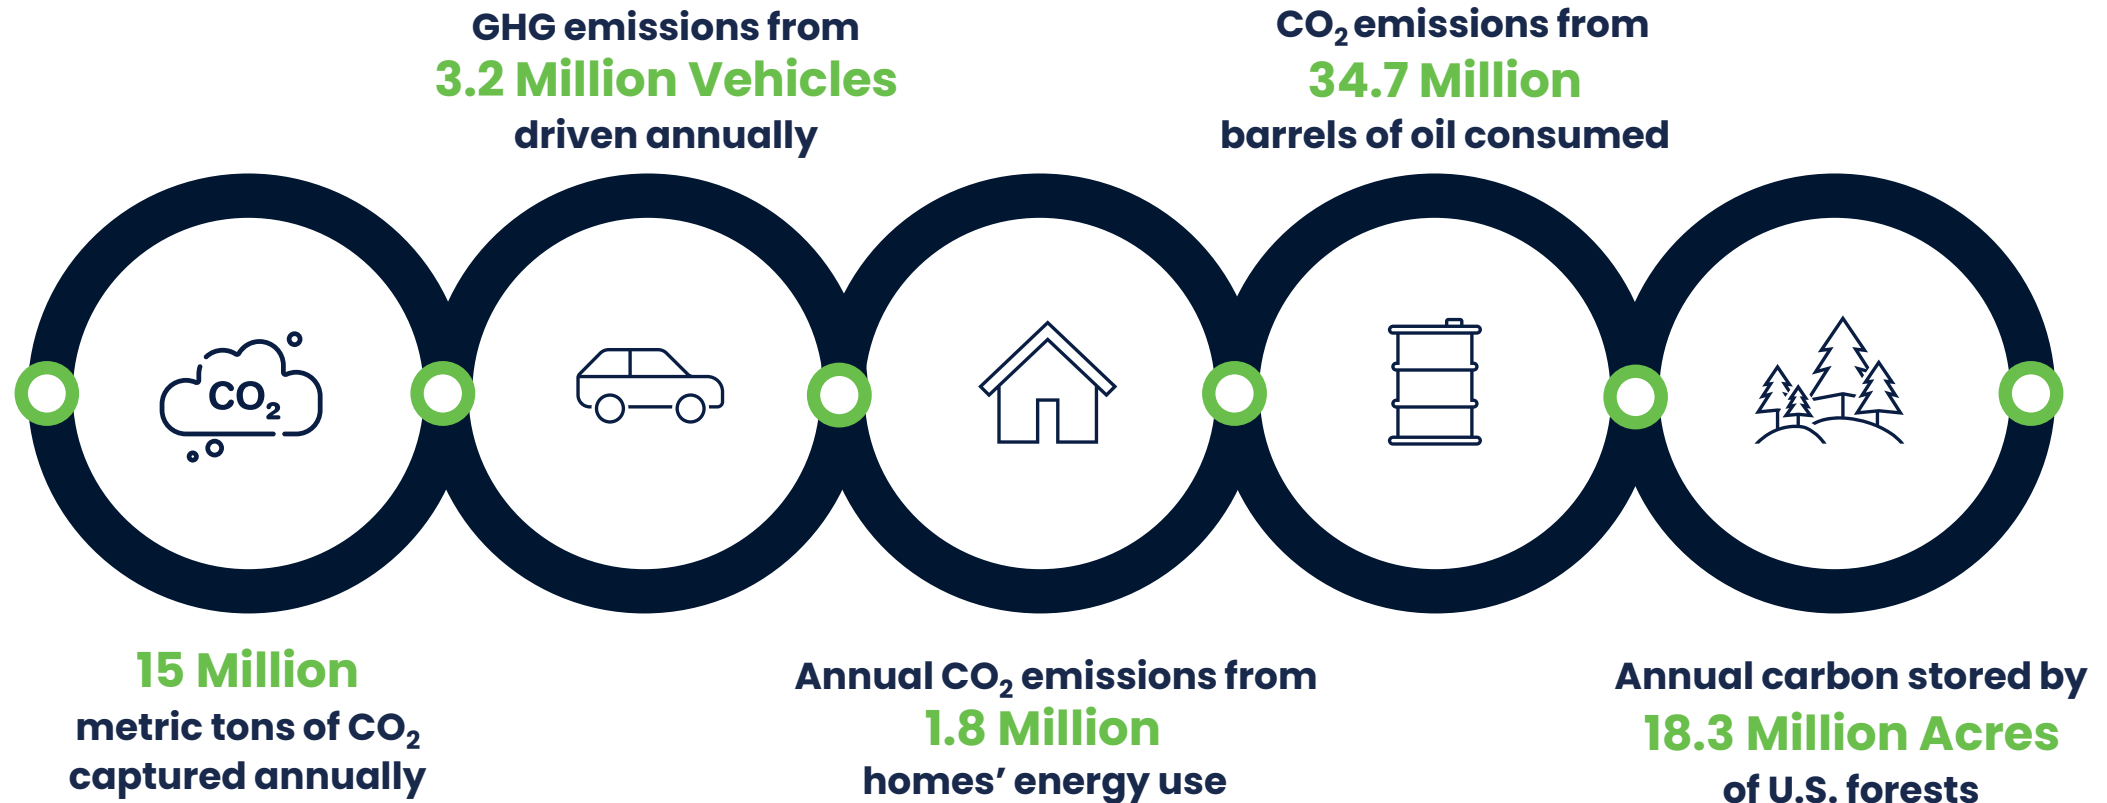 GHG emissions from
3.2 Million Vehicles
driven annually
CO₂ emissions from
34.7 Million
barrels of oil consumed
CO₂
15 Million
metric tons of CO₂
captured annually
Annual CO₂ emissions from
1.8 Million
homes’ energy use
Annual carbon stored by
18.3 Million Acres
of U.S. forests